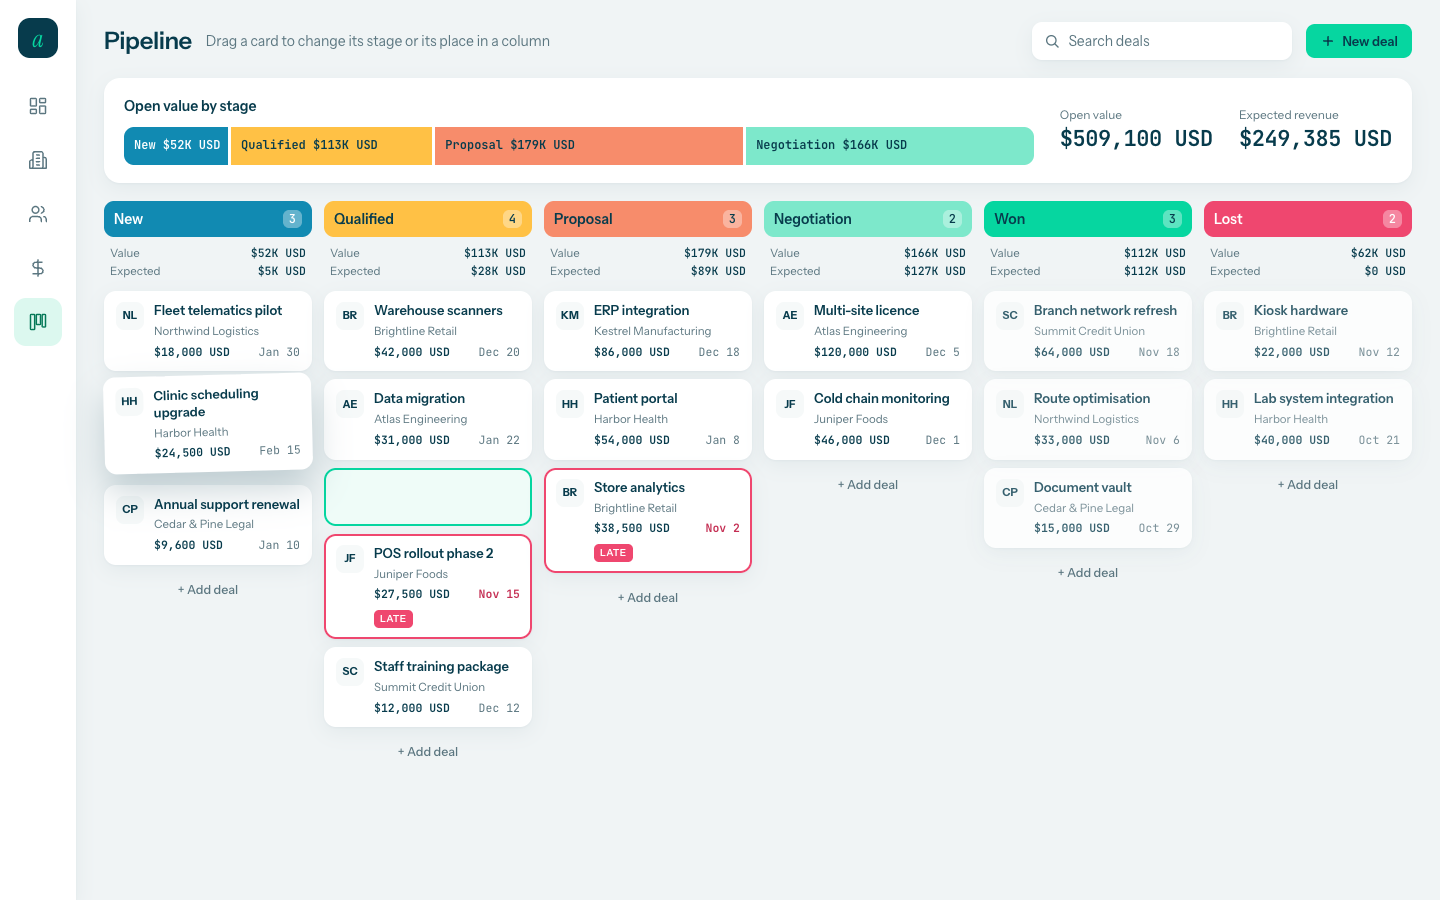 a
Pipeline
Drag a card to change its stage or its place in a column
Search deals
+ New deal
Open value by stage
New $52K USD
Qualified $113K USD
Proposal $179K USD
Negotiation $166K USD
Open value
$509,100 USD
Expected revenue
$249,385 USD
New 3
Value $52K USD
Expected $5K USD
NL Fleet telematics pilot
Northwind Logistics
$18,000 USD Jan 30
HH Clinic scheduling
upgrade
Harbor Health
$24,500 USD Feb 15
CP Annual support renewal
Cedar & Pine Legal
$9,600 USD Jan 10
+ Add deal
Qualified 4
Value $113K USD
Expected $28K USD
BR Warehouse scanners
Brightline Retail
$42,000 USD Dec 20
AE Data migration
Atlas Engineering
$31,000 USD Jan 22
JF POS rollout phase 2
Juniper Foods
$27,500 USD Nov 15
LATE
SC Staff training package
Summit Credit Union
$12,000 USD Dec 12
+ Add deal
Proposal 3
Value $179K USD
Expected $89K USD
KM ERP integration
Kestrel Manufacturing
$86,000 USD Dec 18
HH Patient portal
Harbor Health
$54,000 USD Jan 8
BR Store analytics
Brightline Retail
$38,500 USD Nov 2
LATE
+ Add deal
Negotiation 2
Value $166K USD
Expected $127K USD
AE Multi-site licence
Atlas Engineering
$120,000 USD Dec 5
JF Cold chain monitoring
Juniper Foods
$46,000 USD Dec 1
+ Add deal
Won 3
Value $112K USD
Expected $112K USD
SC Branch network refresh
Summit Credit Union
$64,000 USD Nov 18
NL Route optimisation
Northwind Logistics
$33,000 USD Nov 6
CP Document vault
Cedar & Pine Legal
$15,000 USD Oct 29
+ Add deal
Lost 2
Value $62K USD
Expected $0 USD
BR Kiosk hardware
Brightline Retail
$22,000 USD Nov 12
HH Lab system integration
Harbor Health
$40,000 USD Oct 21
+ Add deal